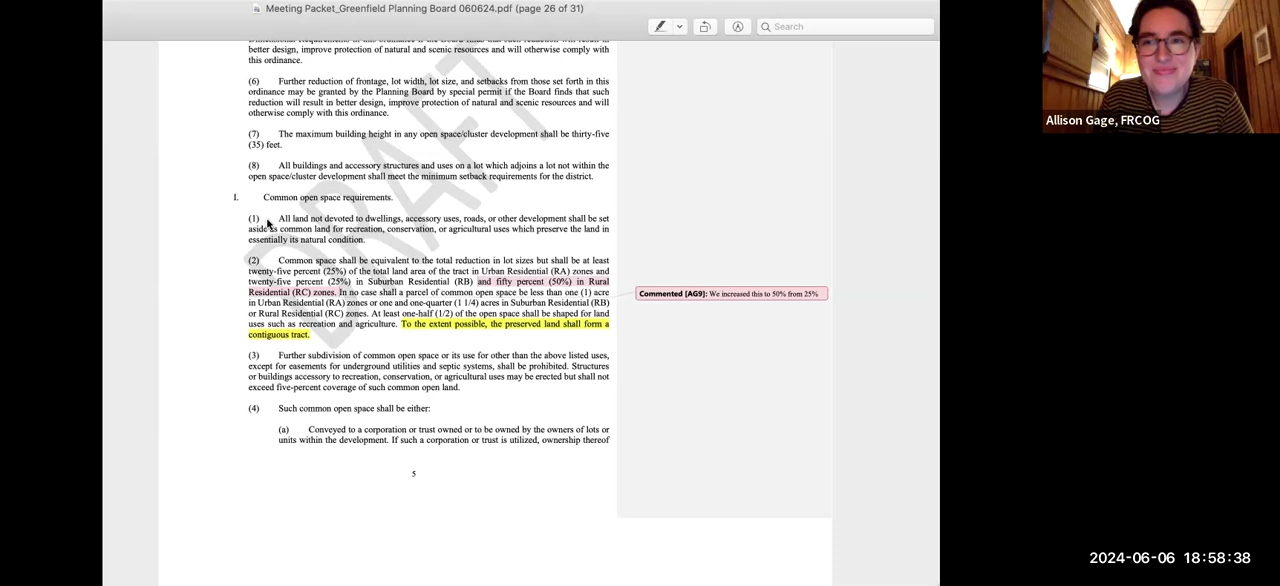 Meeting Packet_Greenfield Planning Board 060624.pdf (page 26 of 31)
Search
Dimensional Requirements in this ordinance if the Board finds that such reduction will result in
better design, improve protection of natural and scenic resources and will otherwise comply with
this ordinance.
(6) Further reduction of frontage, lot width, lot size, and setbacks from those set forth in this
ordinance may be granted by the Planning Board by special permit if the Board finds that such
reduction will result in better design, improve protection of natural and scenic resources and will
otherwise comply with this ordinance.
(7) The maximum building height in any open space/cluster development shall be thirty-five
(35) feet.
(8) All buildings and accessory structures and uses on a lot which adjoins a lot not within the
open space/cluster development shall meet the minimum setback requirements for the district.
I. Common open space requirements.
(1) All land not devoted to dwellings, accessory uses, roads, or other development shall be set
aside as common land for recreation, conservation, or agricultural uses which preserve the land in
essentially its natural condition.
(2) Common space shall be equivalent to the total reduction in lot sizes but shall be at least
twenty-five percent (25%) of the total land area of the tract in Urban Residential (RA) zones and
twenty-five percent (25%) in Suburban Residential (RB) and fifty percent (50%) in Rural
Residential (RC) zones. In no case shall a parcel of common open space be less than one (1) acre
in Urban Residential (RA) zones or one and one-quarter (1 1/4) acres in Suburban Residential (RB)
or Rural Residential (RC) zones. At least one-half (1/2) of the open space shall be shaped for land
uses such as recreation and agriculture. To the extent possible, the preserved land shall form a
contiguous tract.
(3) Further subdivision of common open space or its use for other than the above listed uses,
except for easements for underground utilities and septic systems, shall be prohibited. Structures
or buildings accessory to recreation, conservation, or agricultural uses may be erected but shall not
exceed five-percent coverage of such common open land.
(4) Such common open space shall be either:
(a) Conveyed to a corporation or trust owned or to be owned by the owners of lots or
units within the development. If such a corporation or trust is utilized, ownership thereof
5
DRAFT
Commented [AG9]: We increased this to 50% from 25%
Allison Gage, FRCOG
2024-06-06 18:58:38